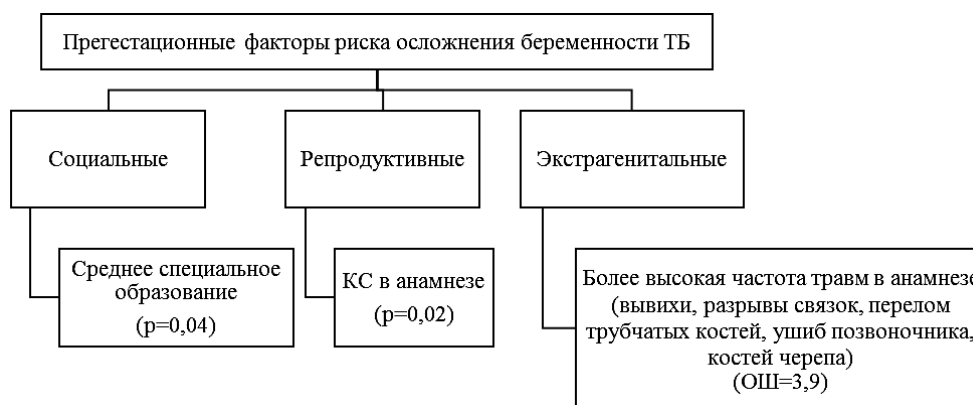 Прегестационные факторы риска осложнения беременности ТБ
Социальные
Репродуктивные
Экстрагенитальные
Среднее специальное
образование
(р=0,04)
КС в анамнезе
(р=0,02)
Более высокая частота травм в анамнезе
(вывихи, разрывы связок, перелом
трубчатых костей, ушиб позвоночника,
костей черепа)
(ОШ=3,9)